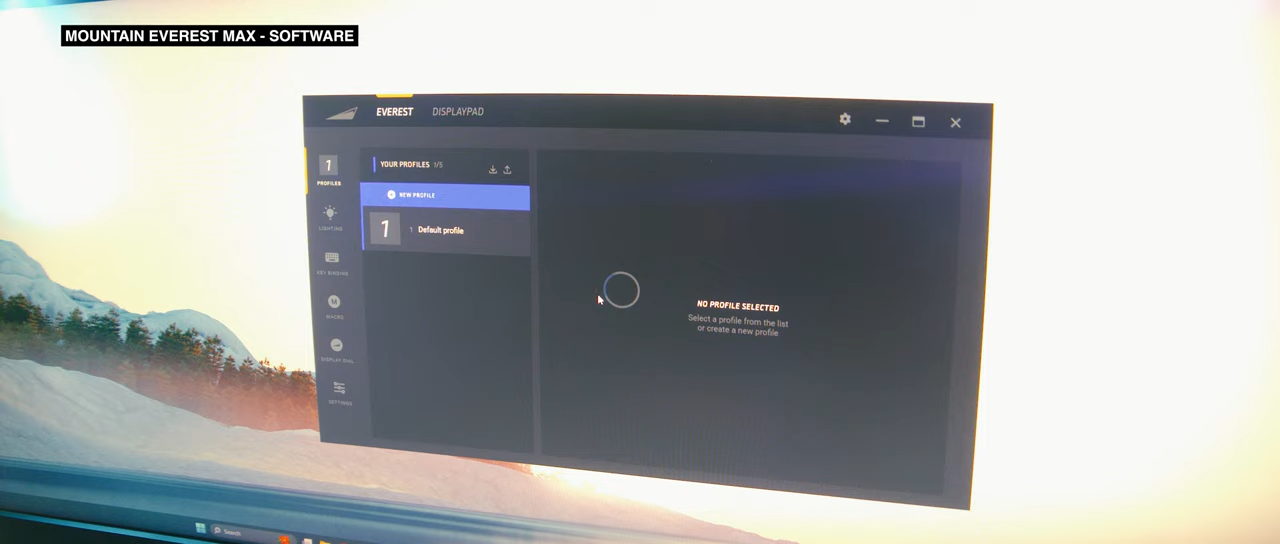 MOUNTAIN EVEREST MAX - SOFTWARE
EVEREST
DISPLAYPAD
1
PROFILES
LIGHTING
KEY BINDING
MACRO
DISPLAY DIAL
SETTINGS
YOUR PROFILES 1/5
NEW PROFILE
1
1 Default profile
NO PROFILE SELECTED
Select a profile from the list
or create a new profile
Search